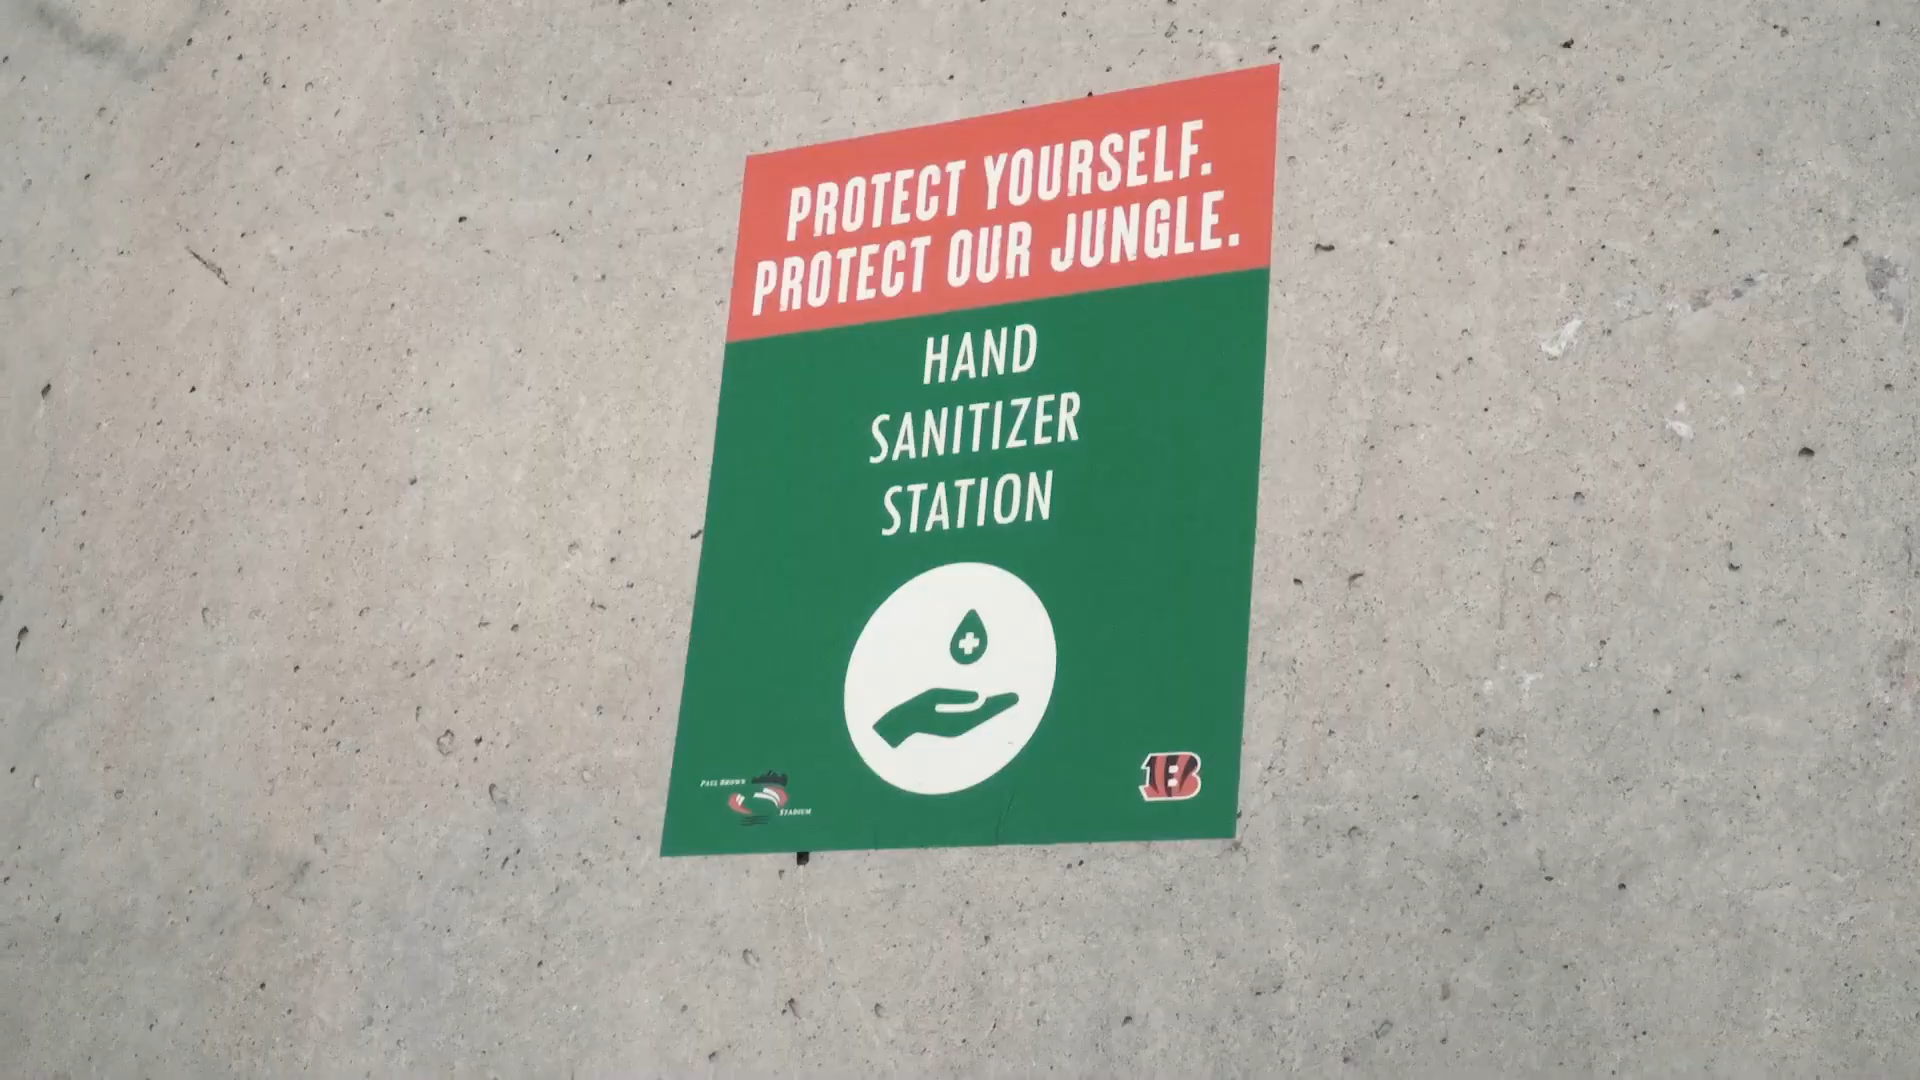 PROTECT YOURSELF.
PROTECT OUR JUNGLE.
HAND
SANITIZER
STATION
PAUL BROWN
STADIUM
B